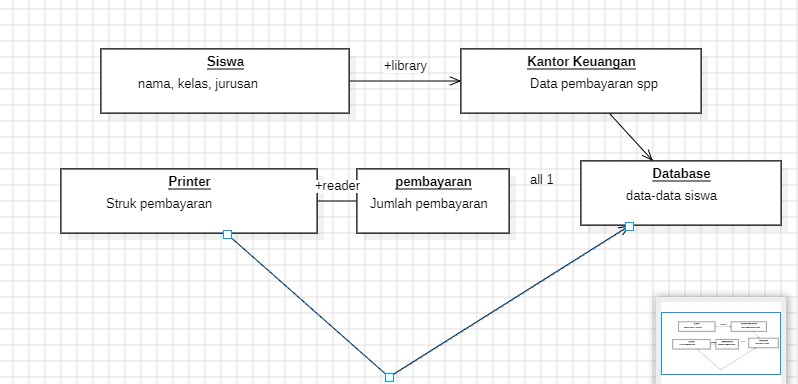 Siswa
nama, kelas, jurusan
+library
Kantor Keuangan
Data pembayaran spp
Printer
Struk pembayaran
+reader
pembayaran
Jumlah pembayaran
all 1
Database
data-data siswa